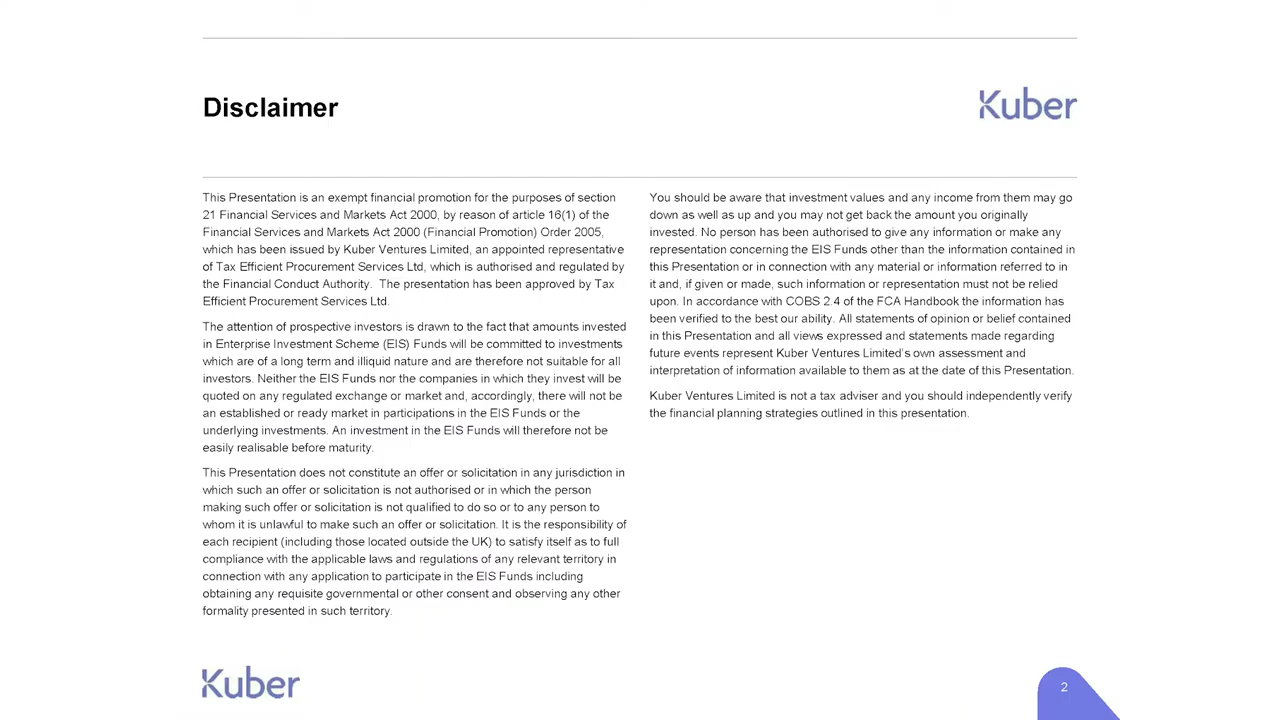 Disclaimer
Kuber
This Presentation is an exempt financial promotion for the purposes of section
21 Financial Services and Markets Act 2000, by reason of article 16(1) of the
Financial Services and Markets Act 2000 (Financial Promotion) Order 2005,
which has been issued by Kuber Ventures Limited, an appointed representative
of Tax Efficient Procurement Services Ltd, which is authorised and regulated by
the Financial Conduct Authority.  The presentation has been approved by Tax
Efficient Procurement Services Ltd.
The attention of prospective investors is drawn to the fact that amounts invested
in Enterprise Investment Scheme (EIS) Funds will be committed to investments
which are of a long term and illiquid nature and are therefore not suitable for all
investors. Neither the EIS Funds nor the companies in which they invest will be
quoted on any regulated exchange or market and, accordingly, there will not be
an established or ready market in participations in the EIS Funds or the
underlying investments. An investment in the EIS Funds will therefore not be
easily realisable before maturity.
This Presentation does not constitute an offer or solicitation in any jurisdiction in
which such an offer or solicitation is not authorised or in which the person
making such offer or solicitation is not qualified to do so or to any person to
whom it is unlawful to make such an offer or solicitation. It is the responsibility of
each recipient (including those located outside the UK) to satisfy itself as to full
compliance with the applicable laws and regulations of any relevant territory in
connection with any application to participate in the EIS Funds including
obtaining any requisite governmental or other consent and observing any other
formality presented in such territory.
You should be aware that investment values and any income from them may go
down as well as up and you may not get back the amount you originally
invested. No person has been authorised to give any information or make any
representation concerning the EIS Funds other than the information contained in
this Presentation or in connection with any material or information referred to in
it and, if given or made, such information or representation must not be relied
upon. In accordance with COBS 2.4 of the FCA Handbook the information has
been verified to the best our ability. All statements of opinion or belief contained
in this Presentation and all views expressed and statements made regarding
future events represent Kuber Ventures Limited's own assessment and
interpretation of information available to them as at the date of this Presentation.
Kuber Ventures Limited is not a tax adviser and you should independently verify
the financial planning strategies outlined in this presentation.
Kuber
2